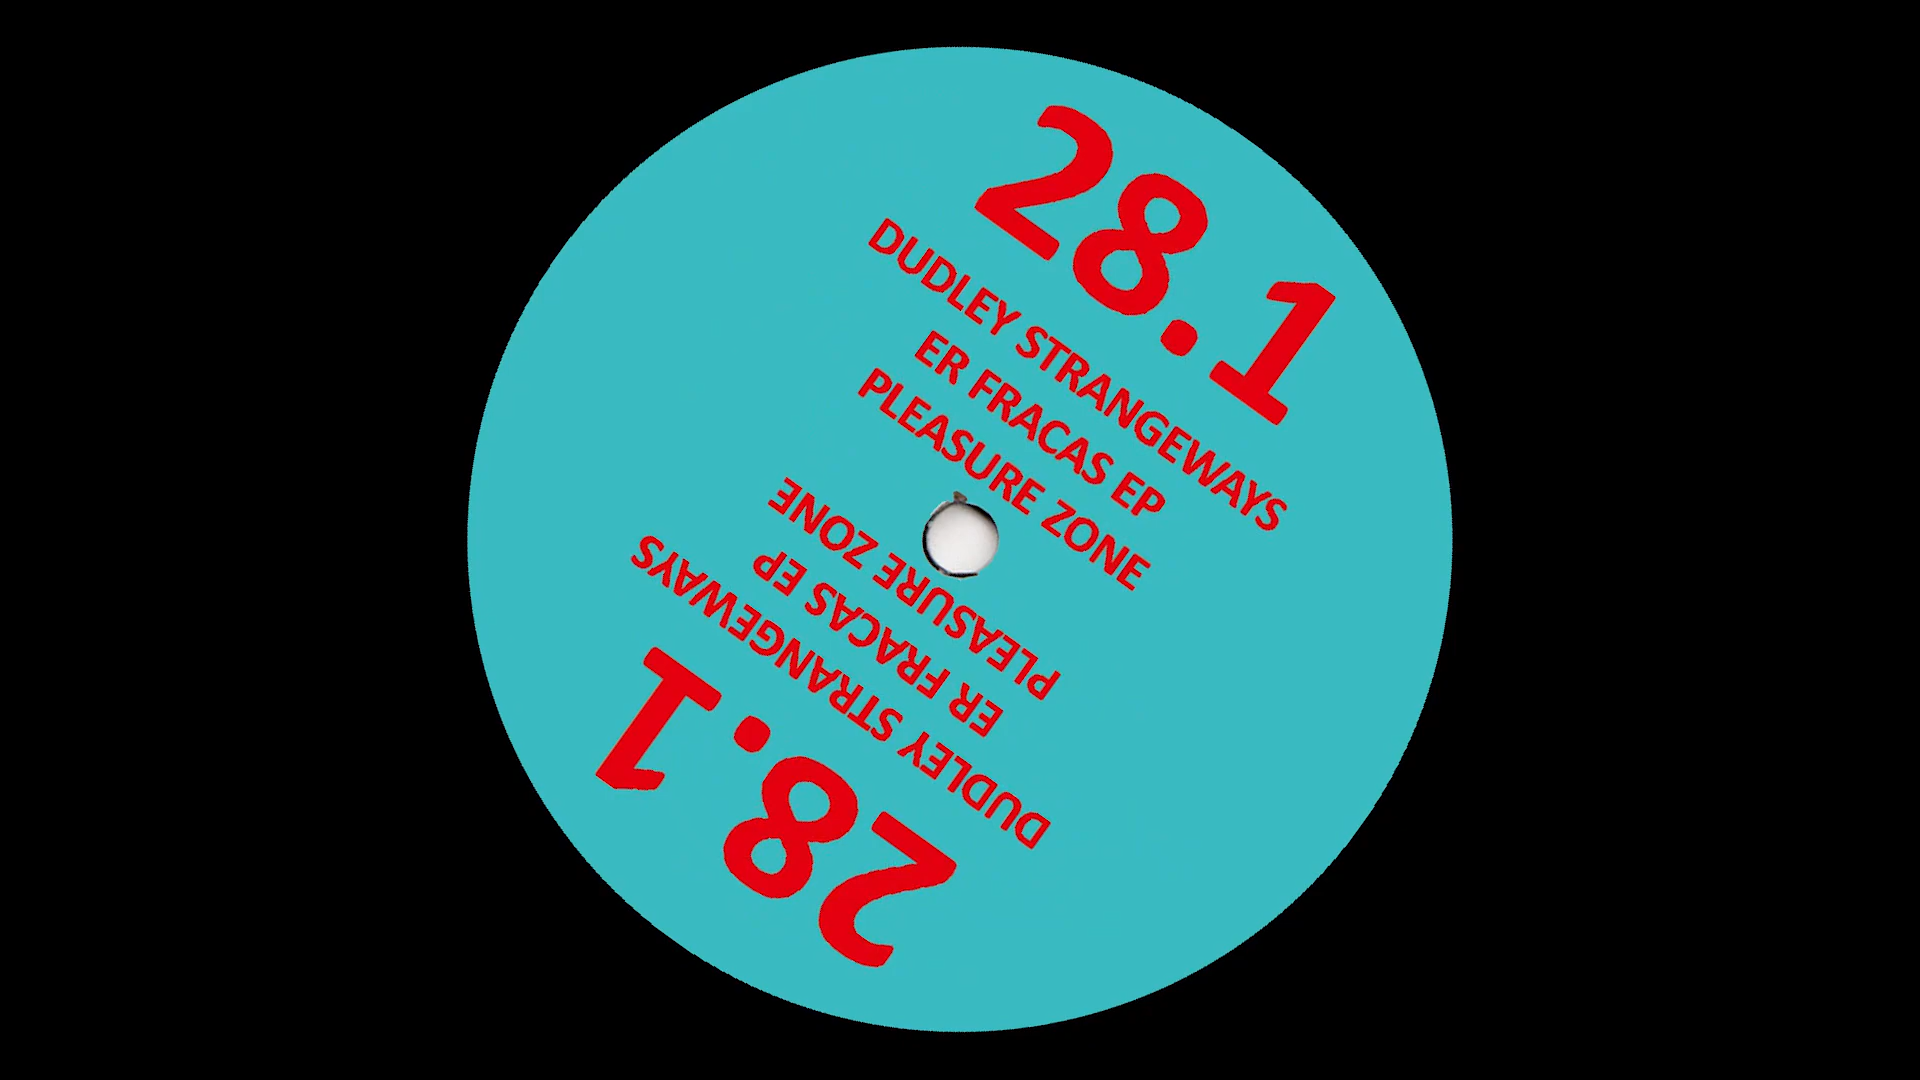 28.1
DUDLEY STRANGEWAYS
ER FRACAS EP
PLEASURE ZONE
28.1
DUDLEY STRANGEWAYS
ER FRACAS EP
PLEASURE ZONE